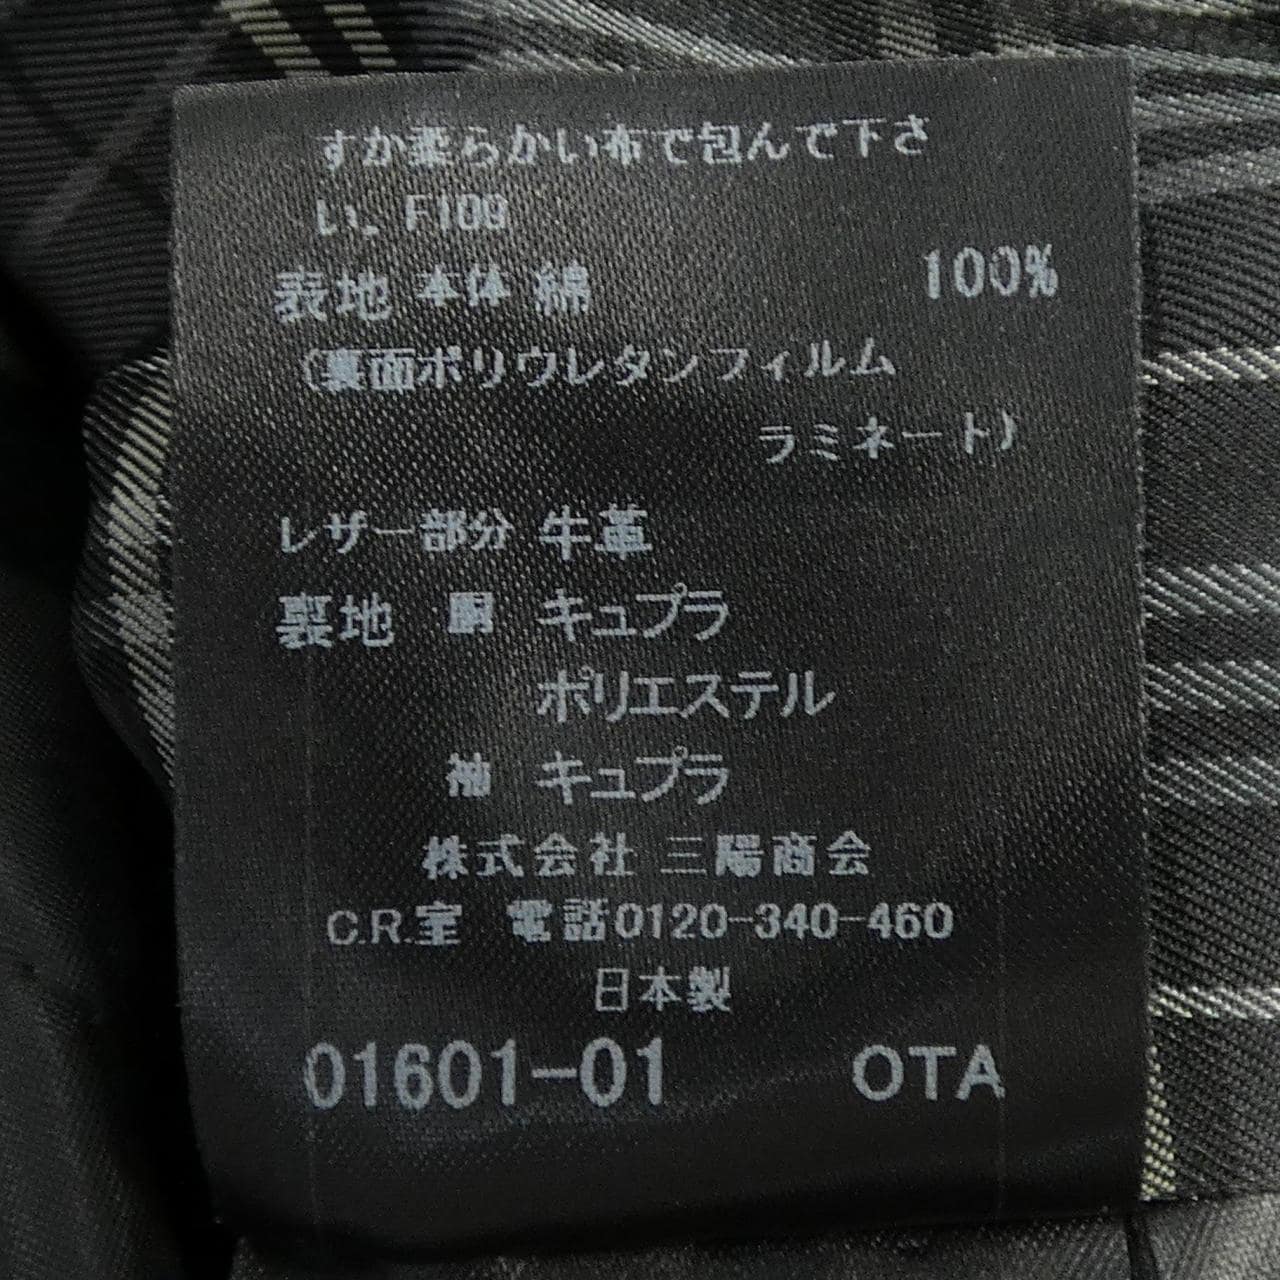 すか柔らかい布で包んで下さ
い。F109
表地 本体 綿 100%
(裏面ポリウレタンフィルム
ラミネート)
レザー部分 牛革
裏地 胴 キュプラ
ポリエステル
袖 キュプラ
株式会社 三陽商会
C.R.室 電話0120-340-460
日本製
01601-01 OTA